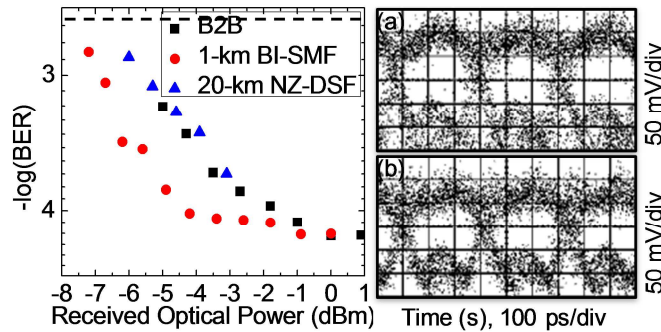 B2B
1-km BI-SMF
20-km NZ-DSF
3
4
-log(BER)
-8 -7 -6 -5 -4 -3 -2 -1 0 1
Received Optical Power (dBm)
(a)
50 mV/div
(b)
50 mV/div
Time (s), 100 ps/div